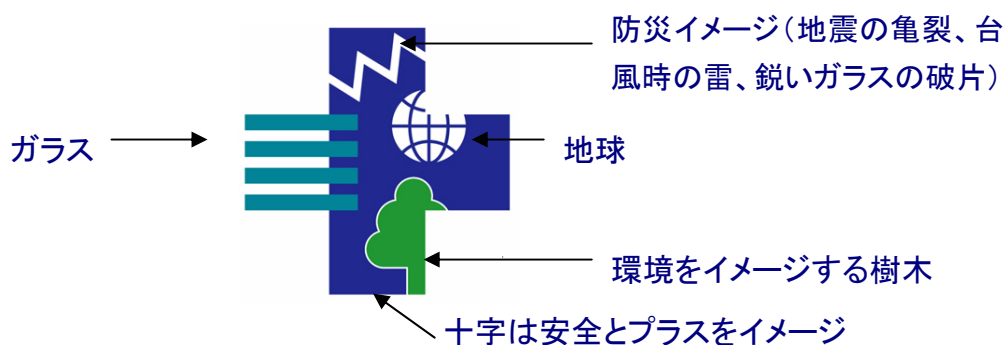 防災イメージ（地震の亀裂、台
風時の雷、鋭いガラスの破片）
ガラス
地球
環境をイメージする樹木
十字は安全とプラスをイメージ